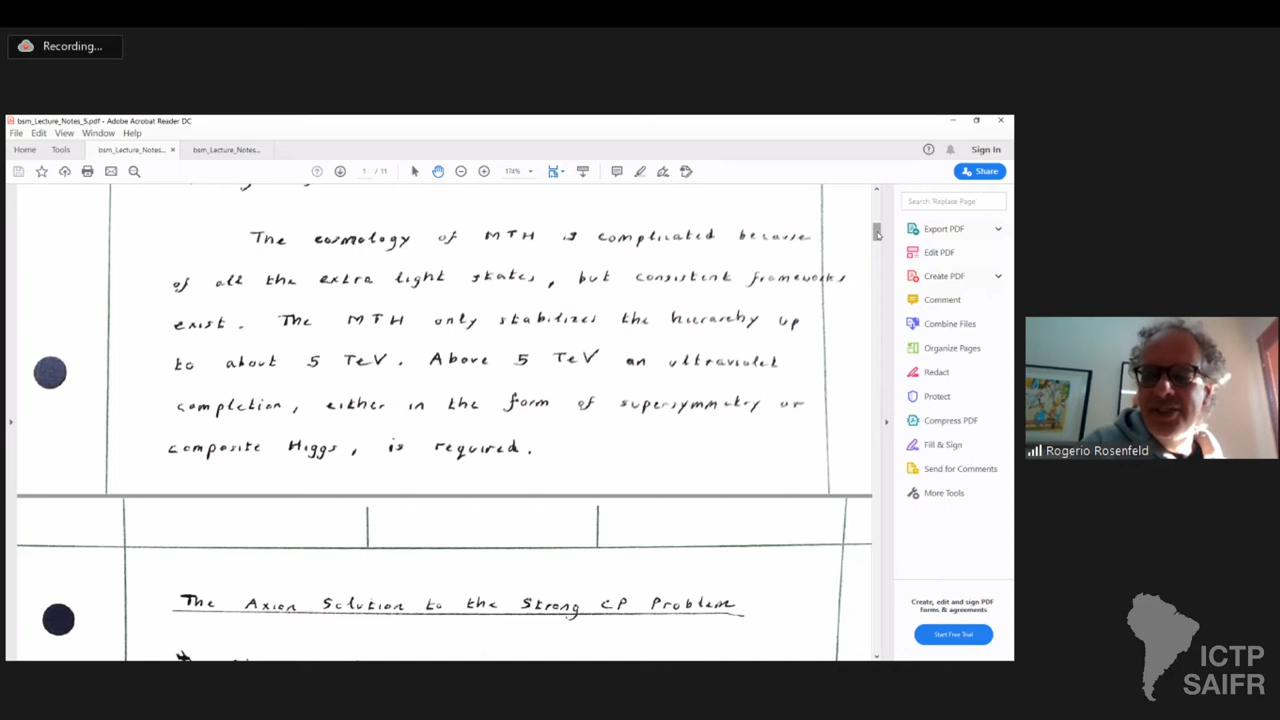 Recording...
bsm_Lecture_Notes_5.pdf - Adobe Acrobat Reader DC
File Edit View Window Help
Home Tools bsm_Lecture_Notes... × bsm_Lecture_Notes...
Sign In
1 / 11 174% Share
The cosmology of MTH is complicated because
of all the extra light states, but consistent frameworks
exist. The MTH only stabilizes the hierarchy up
to about 5 TeV. Above 5 TeV an ultraviolet
completion, either in the form of supersymmetry or
composite Higgs, is required.
The Axion Solution to the Strong CP Problem
Search 'Replace Page'
Export PDF
Edit PDF
Create PDF
Comment
Combine Files
Organize Pages
Redact
Protect
Compress PDF
Fill & Sign
Send for Comments
More Tools
Create, edit and sign PDF
forms & agreements
Start Free Trial
Rogerio Rosenfeld
ICTP
SAIFR